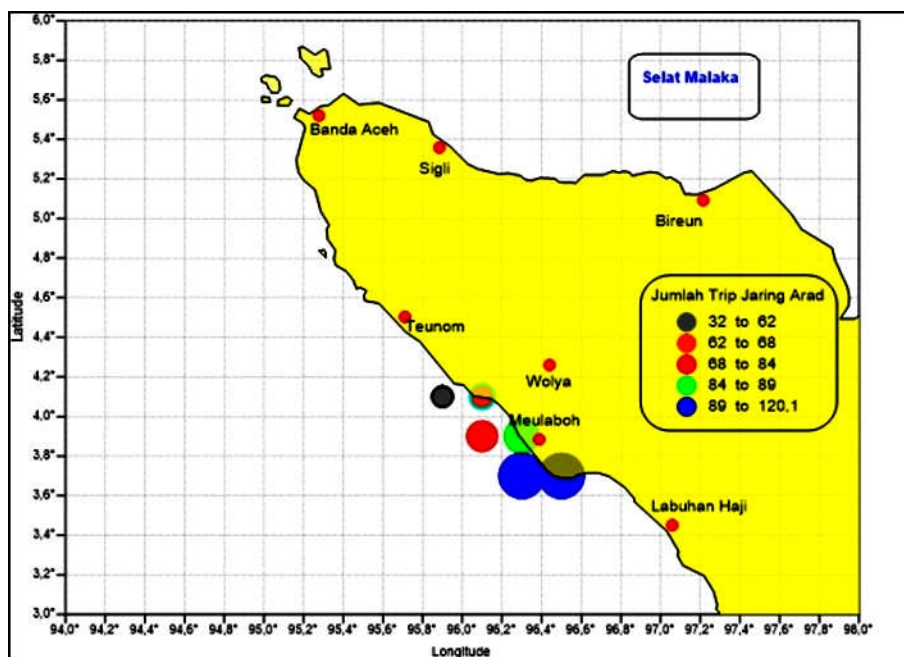 6,0°
5,8°
5,6°
5,4°
5,2°
5,0°
4,8°
4,6°
4,4°
4,2°
4,0°
3,8°
3,6°
3,4°
3,2°
3,0°
Latitude
Selat Malaka
Banda Aceh
Sigli
Bireun
Teunom
Wolya
Meulaboh
Labuhan Haji
Jumlah Trip Jaring Arad
32 to 62
62 to 68
68 to 84
84 to 89
89 to 120,1
94,0° 94,2° 94,4° 94,6° 94,8° 95,0° 95,2° 95,4° 95,6° 95,8° 96,0° 96,2° 96,4° 96,6° 96,8° 97,0° 97,2° 97,4° 97,6° 97,8° 98,0°
Longitude